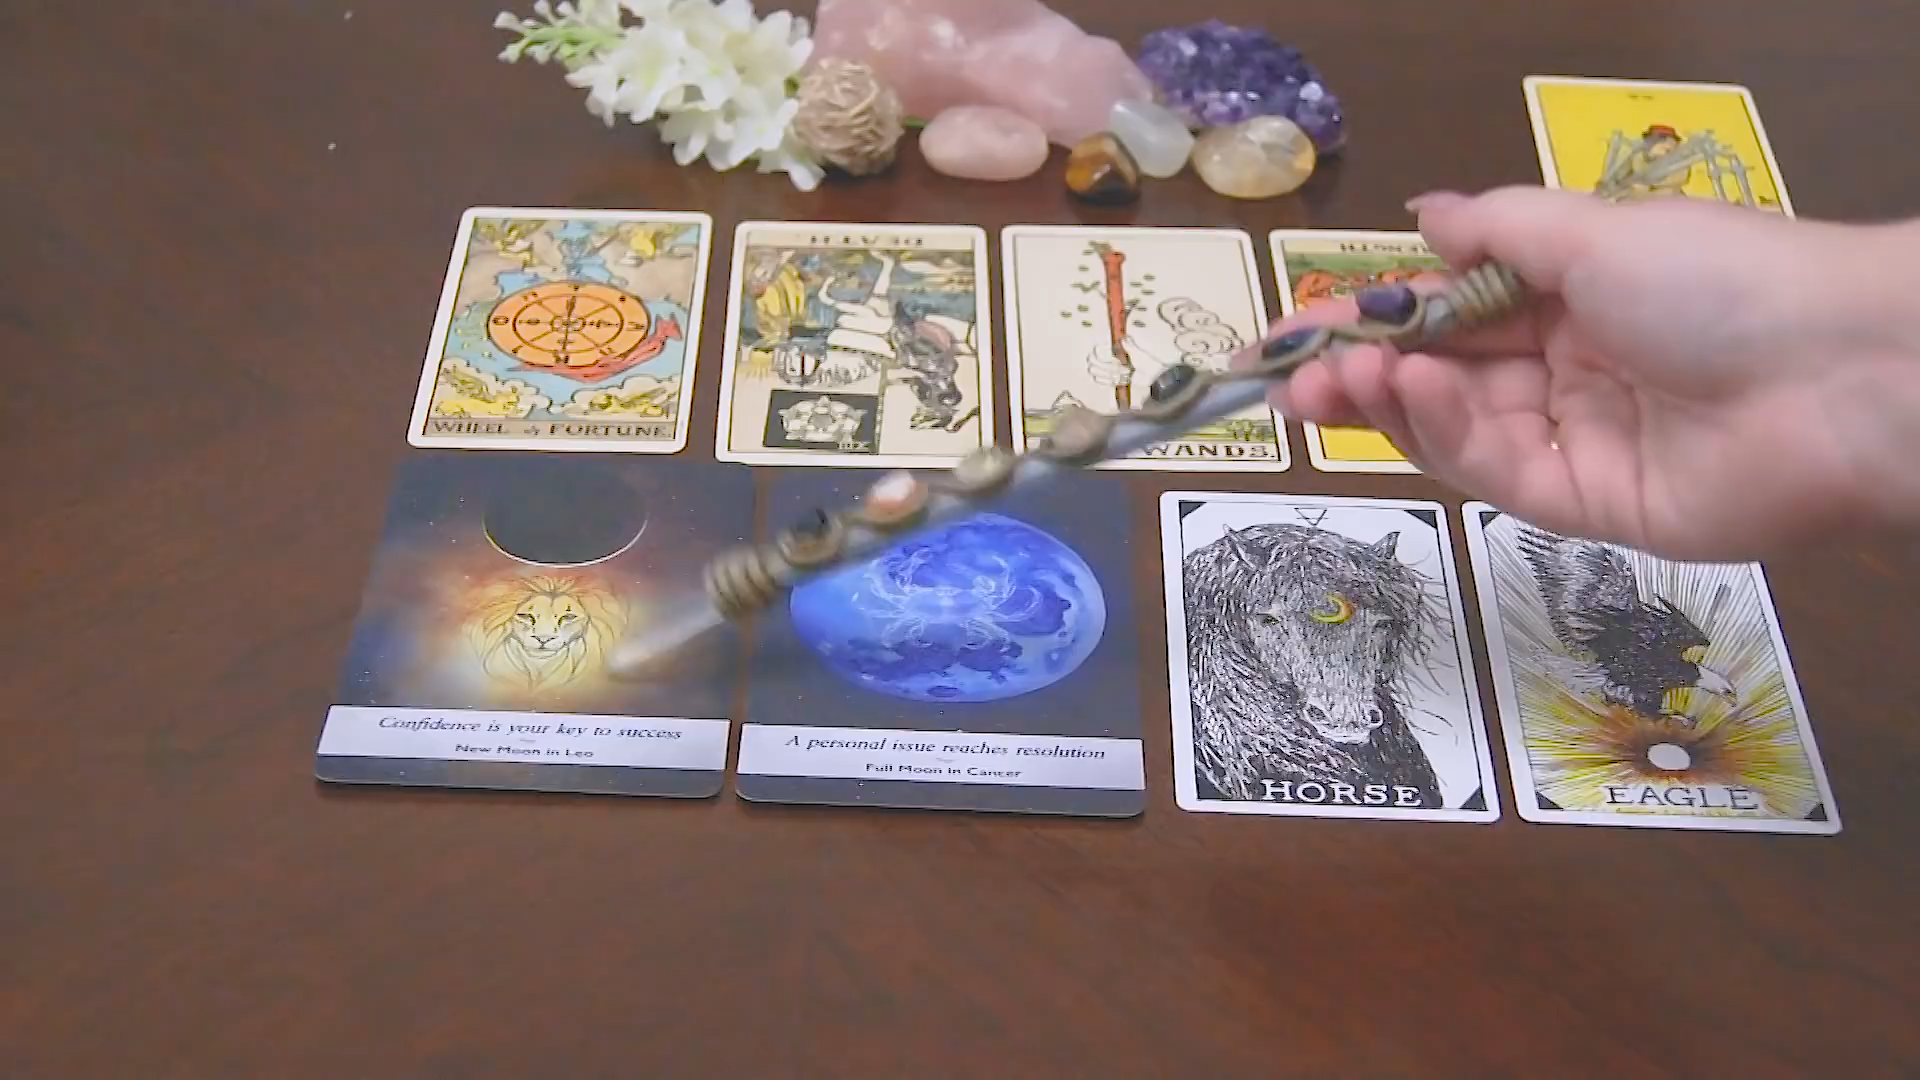 WHEEL of FORTUNE.
DEATH
WANDS.
Confidence is your key to success
New Moon in Leo
A personal issue reaches resolution
Full Moon in Cancer
HORSE
EAGLE